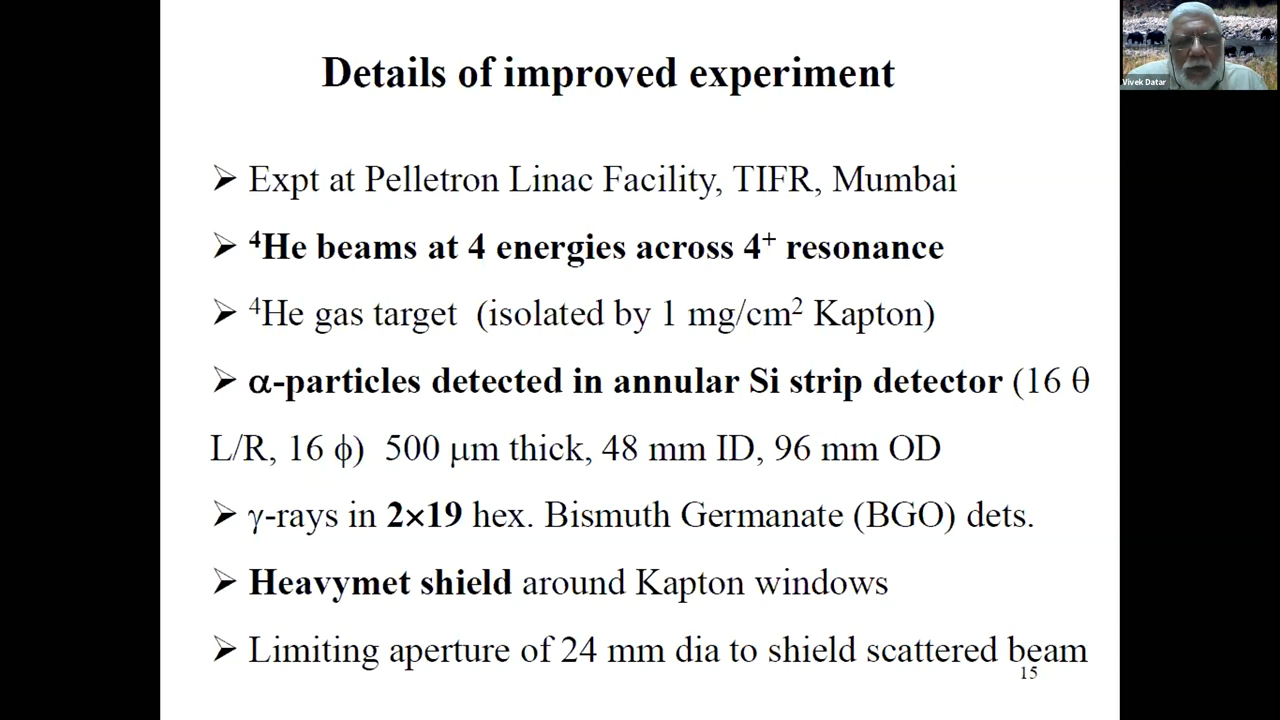 Details of improved experiment
Vivek Datar
➢ Expt at Pelletron Linac Facility, TIFR, Mumbai
➢ ⁴He beams at 4 energies across 4⁺ resonance
➢ ⁴He gas target (isolated by 1 mg/cm² Kapton)
➢ α-particles detected in annular Si strip detector (16 θ
L/R, 16 ϕ) 500 μm thick, 48 mm ID, 96 mm OD
➢ γ-rays in 2×19 hex. Bismuth Germanate (BGO) dets.
➢ Heavymet shield around Kapton windows
➢ Limiting aperture of 24 mm dia to shield scattered beam
15